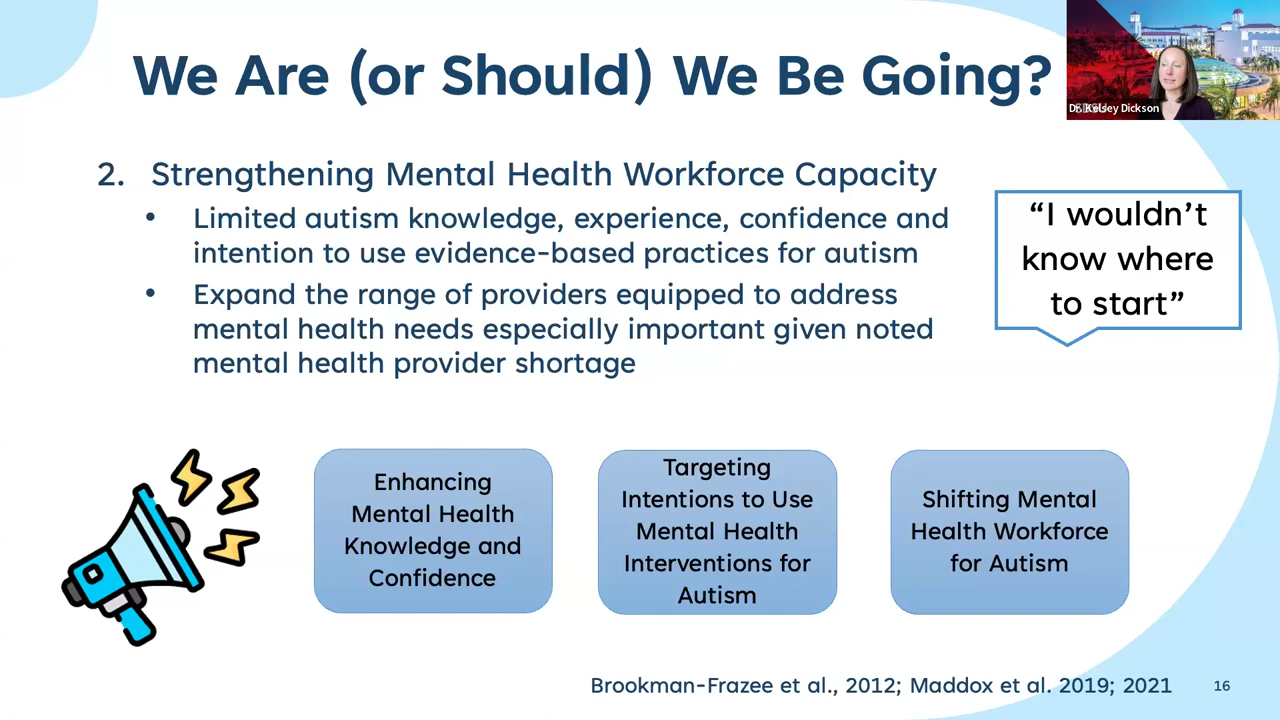 We Are (or Should) We Be Going?
Dr. Kelsey Dickson
2. Strengthening Mental Health Workforce Capacity
• Limited autism knowledge, experience, confidence and
intention to use evidence-based practices for autism
• Expand the range of providers equipped to address
mental health needs especially important given noted
mental health provider shortage
“I wouldn’t
know where
to start”
Enhancing
Mental Health
Knowledge and
Confidence
Targeting
Intentions to Use
Mental Health
Interventions for
Autism
Shifting Mental
Health Workforce
for Autism
Brookman-Frazee et al., 2012; Maddox et al. 2019; 2021
16